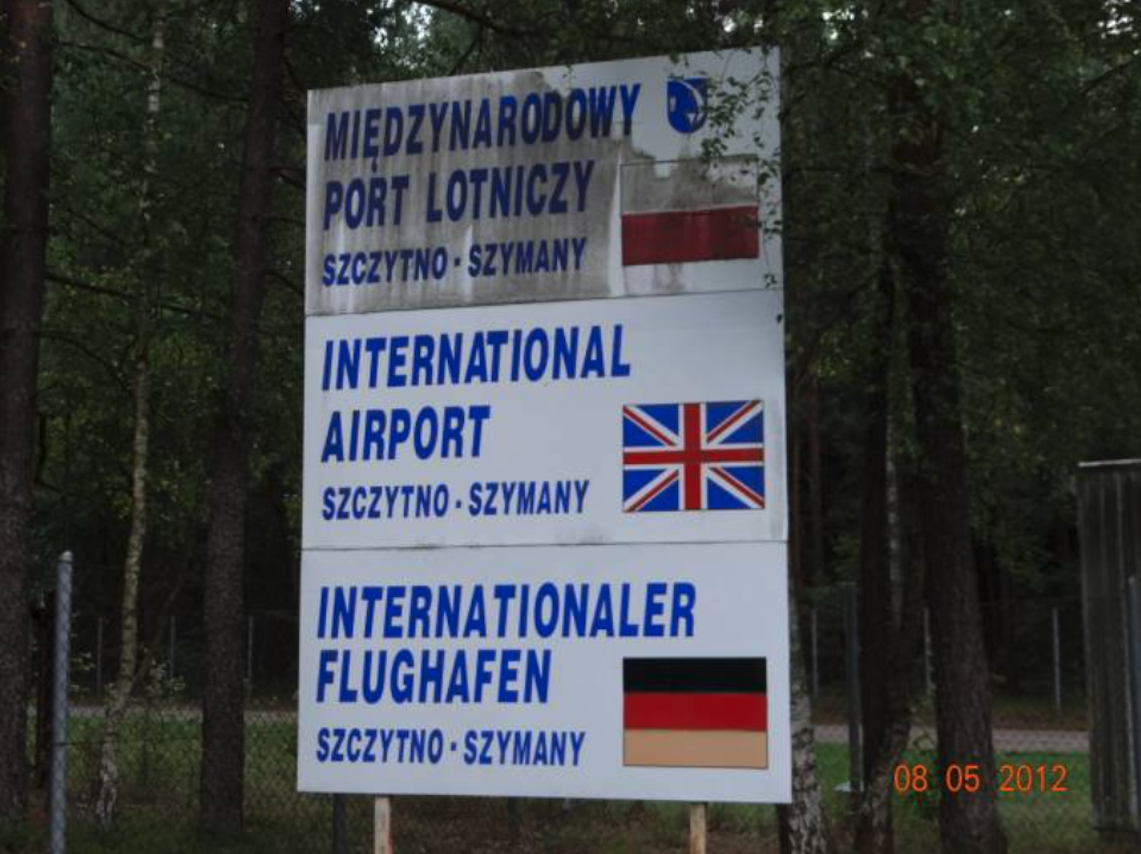 MIĘDZYNARODOWY
PORT LOTNICZY
SZCZYTNO - SZYMANY
INTERNATIONAL
AIRPORT
SZCZYTNO - SZYMANY
INTERNATIONALER
FLUGHAFEN
SZCZYTNO - SZYMANY
08 05 2012